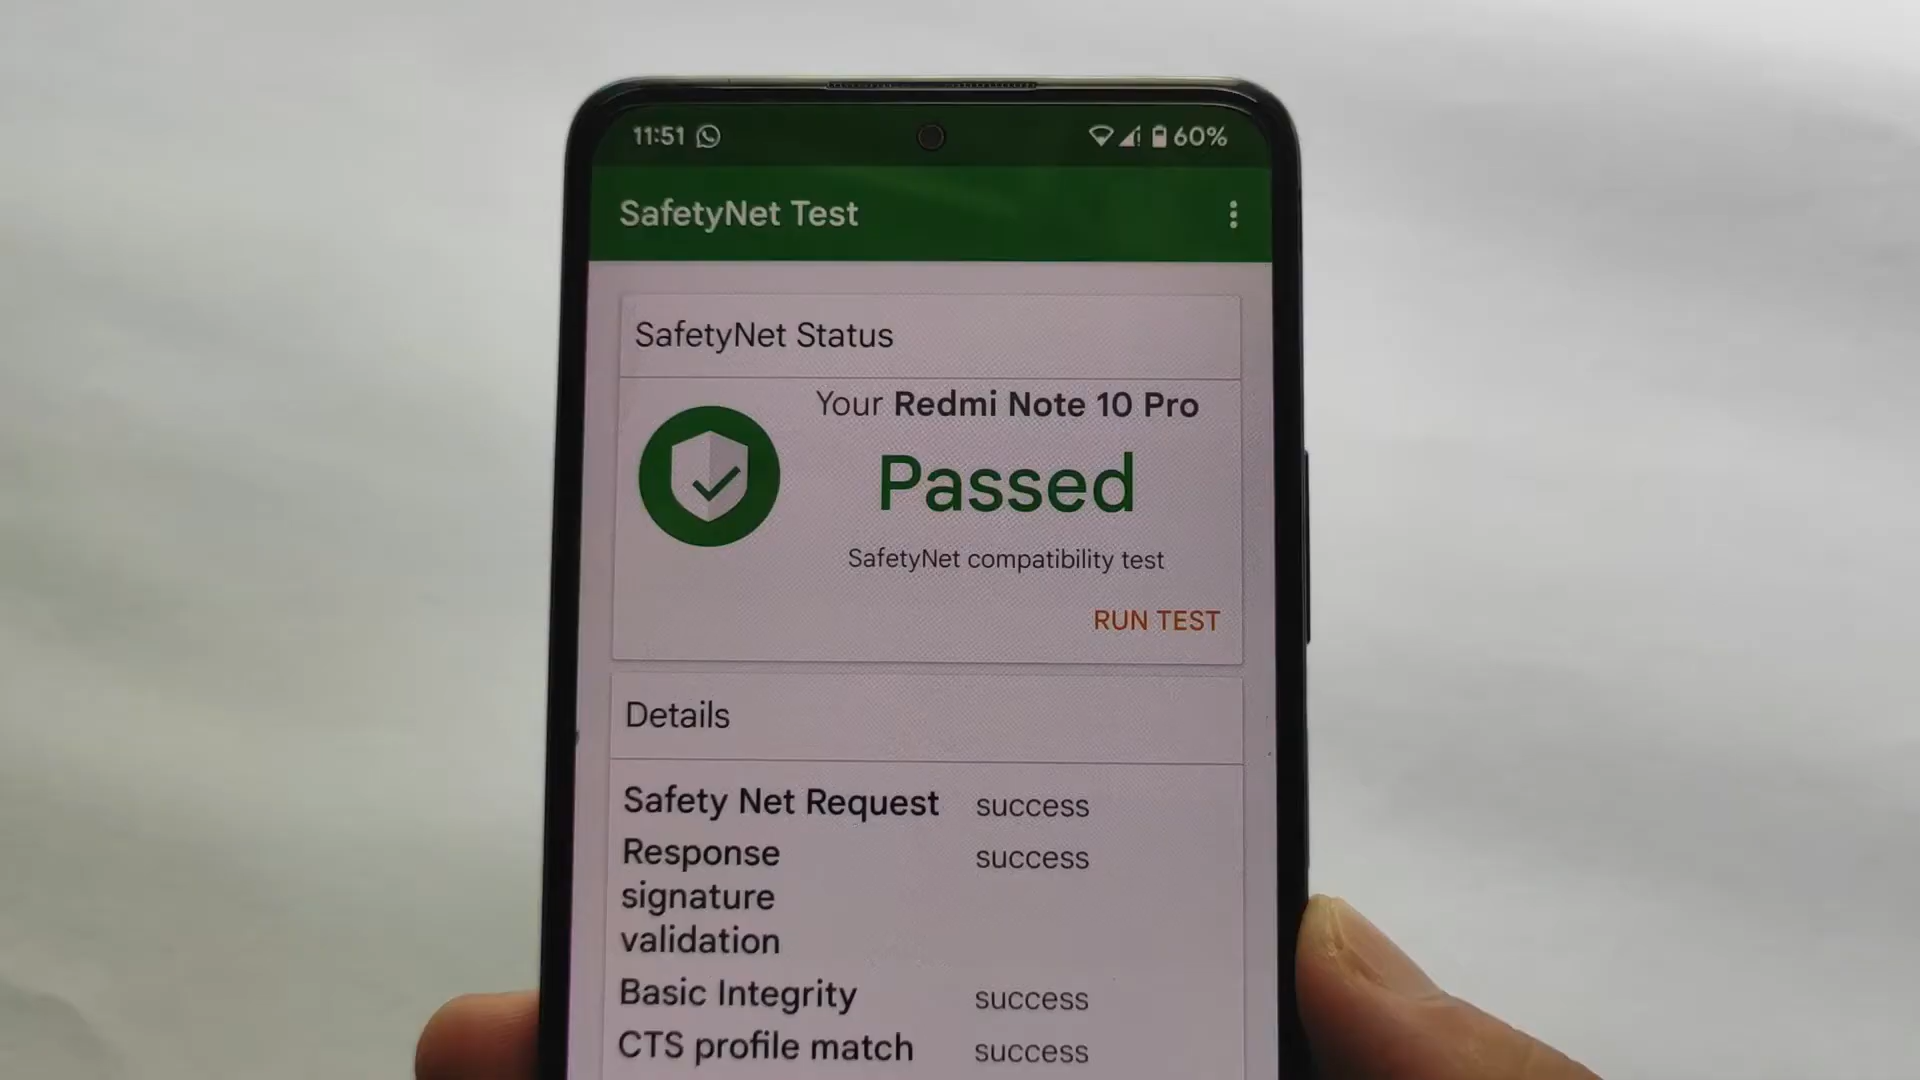 11:51 60%
SafetyNet Test
SafetyNet Status
Your Redmi Note 10 Pro
Passed
SafetyNet compatibility test
RUN TEST
Details
Safety Net Request success
Response success
signature
validation
Basic Integrity success
CTS profile match success